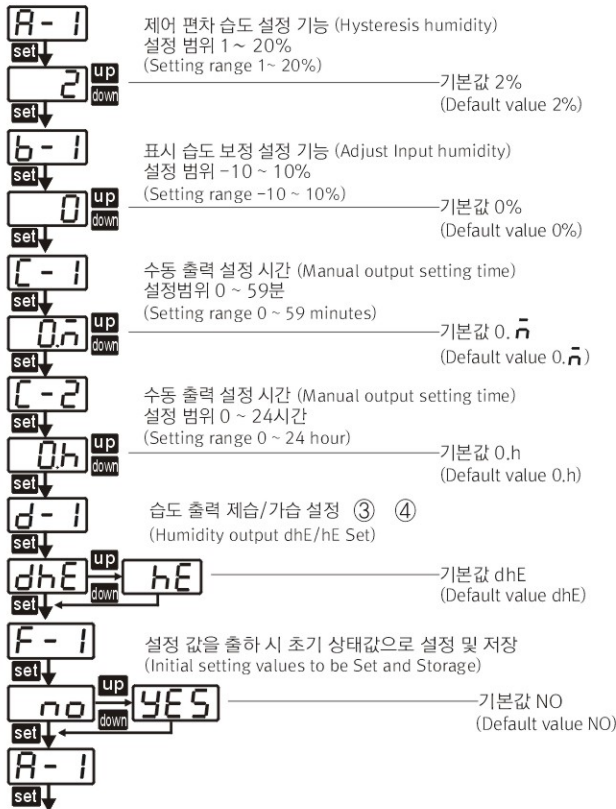 A-1
제어 편차 습도 설정 기능 (Hysteresis humidity)
설정 범위 1~ 20%
(Setting range 1~ 20%)
set
2 up down
기본값 2%
(Default value 2%)
set
b-1
표시 습도 보정 설정 기능 (Adjust Input humidity)
설정 범위 -10 ~ 10%
(Setting range -10 ~ 10%)
set
0 up down
기본값 0%
(Default value 0%)
set
C-1
수동 출력 설정 시간 (Manual output setting time)
설정범위 0 ~ 59분
(Setting range 0 ~ 59 minutes)
set
0.n̄ up down
기본값 0. n̄
(Default value 0.n̄)
set
C-2
수동 출력 설정 시간 (Manual output setting time)
설정 범위 0 ~ 24시간
(Setting range 0 ~ 24 hour)
set
0.h up down
기본값 0.h
(Default value 0.h)
set
d-1
습도 출력 제습/가습 설정 ③ ④
(Humidity output dhE/hE Set)
set
dhE up down hE
기본값 dhE
(Default value dhE)
set
F-1
설정 값을 출하 시 초기 상태값으로 설정 및 저장
(Initial setting values to be Set and Storage)
set
no up down YES
기본값 NO
(Default value NO)
set
A-1
set